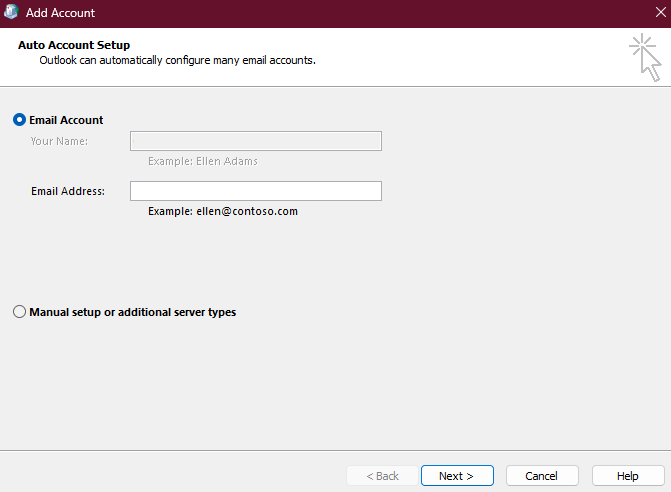 Add Account
Auto Account Setup
Outlook can automatically configure many email accounts.
Email Account
Your Name:
Example: Ellen Adams
Email Address:
Example: ellen@contoso.com
Manual setup or additional server types
< Back Next > Cancel Help